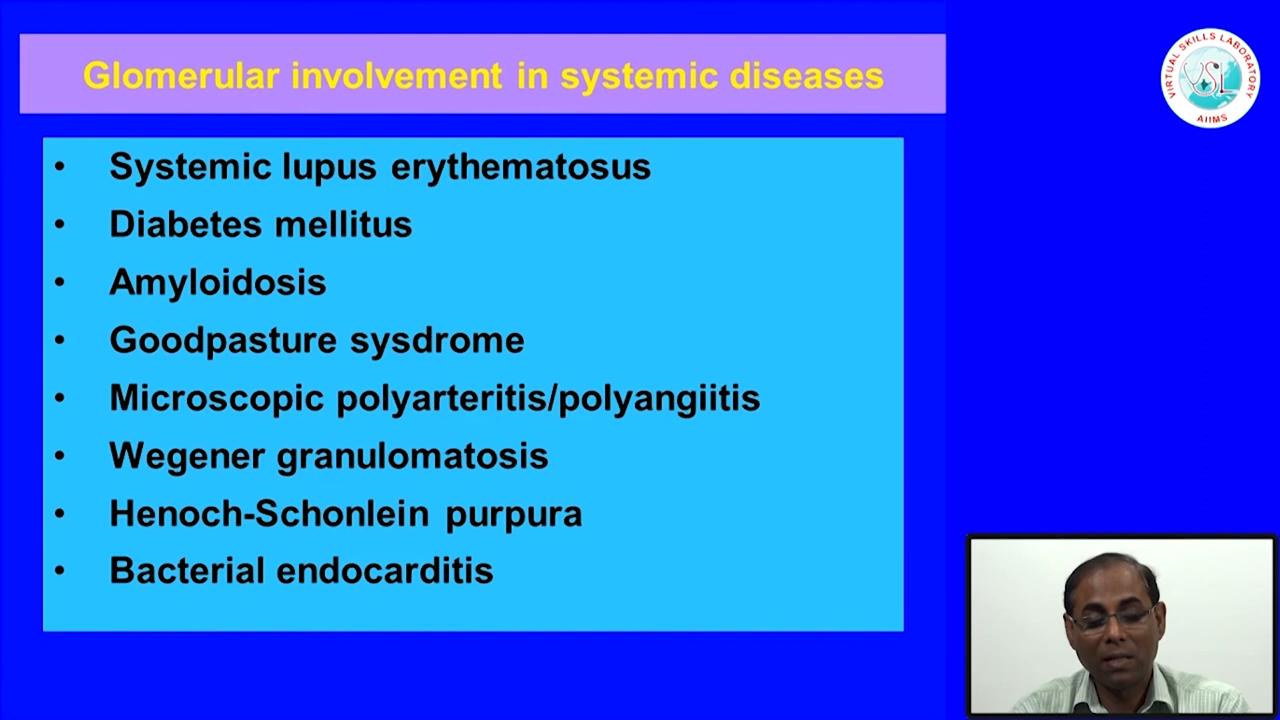 Glomerular involvement in systemic diseases
VIRTUAL SKILLS LABORATORY
VSL
AIIMS
• Systemic lupus erythematosus
• Diabetes mellitus
• Amyloidosis
• Goodpasture sysdrome
• Microscopic polyarteritis/polyangiitis
• Wegener granulomatosis
• Henoch-Schonlein purpura
• Bacterial endocarditis